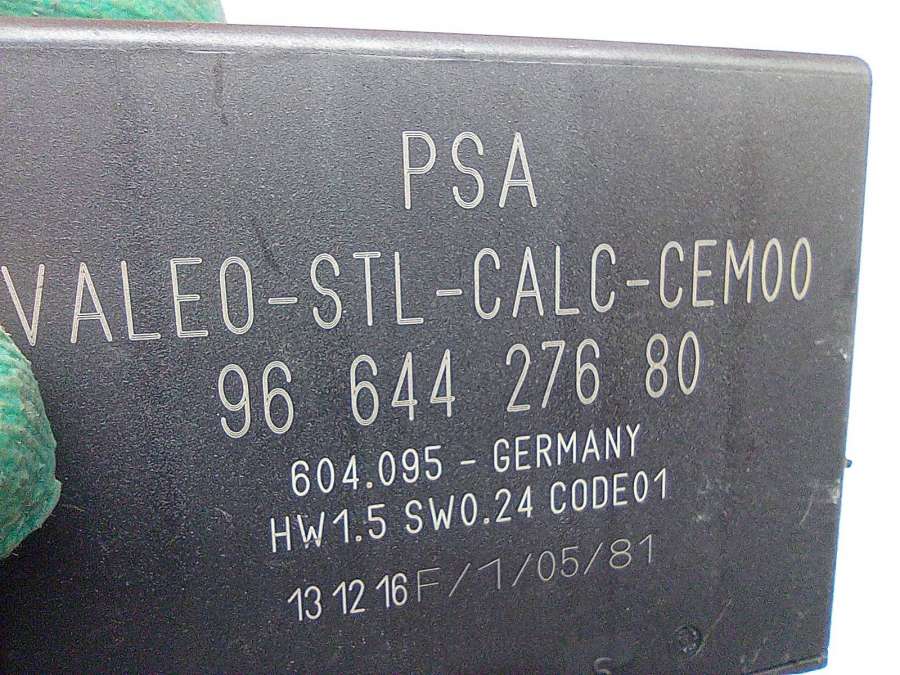 PSA
VALEO-STL-CALC-CEM00
96 644 276 80
604.095 - GERMANY
HW1.5 SW0.24 CODE01
13 12 16 F/1/05/81